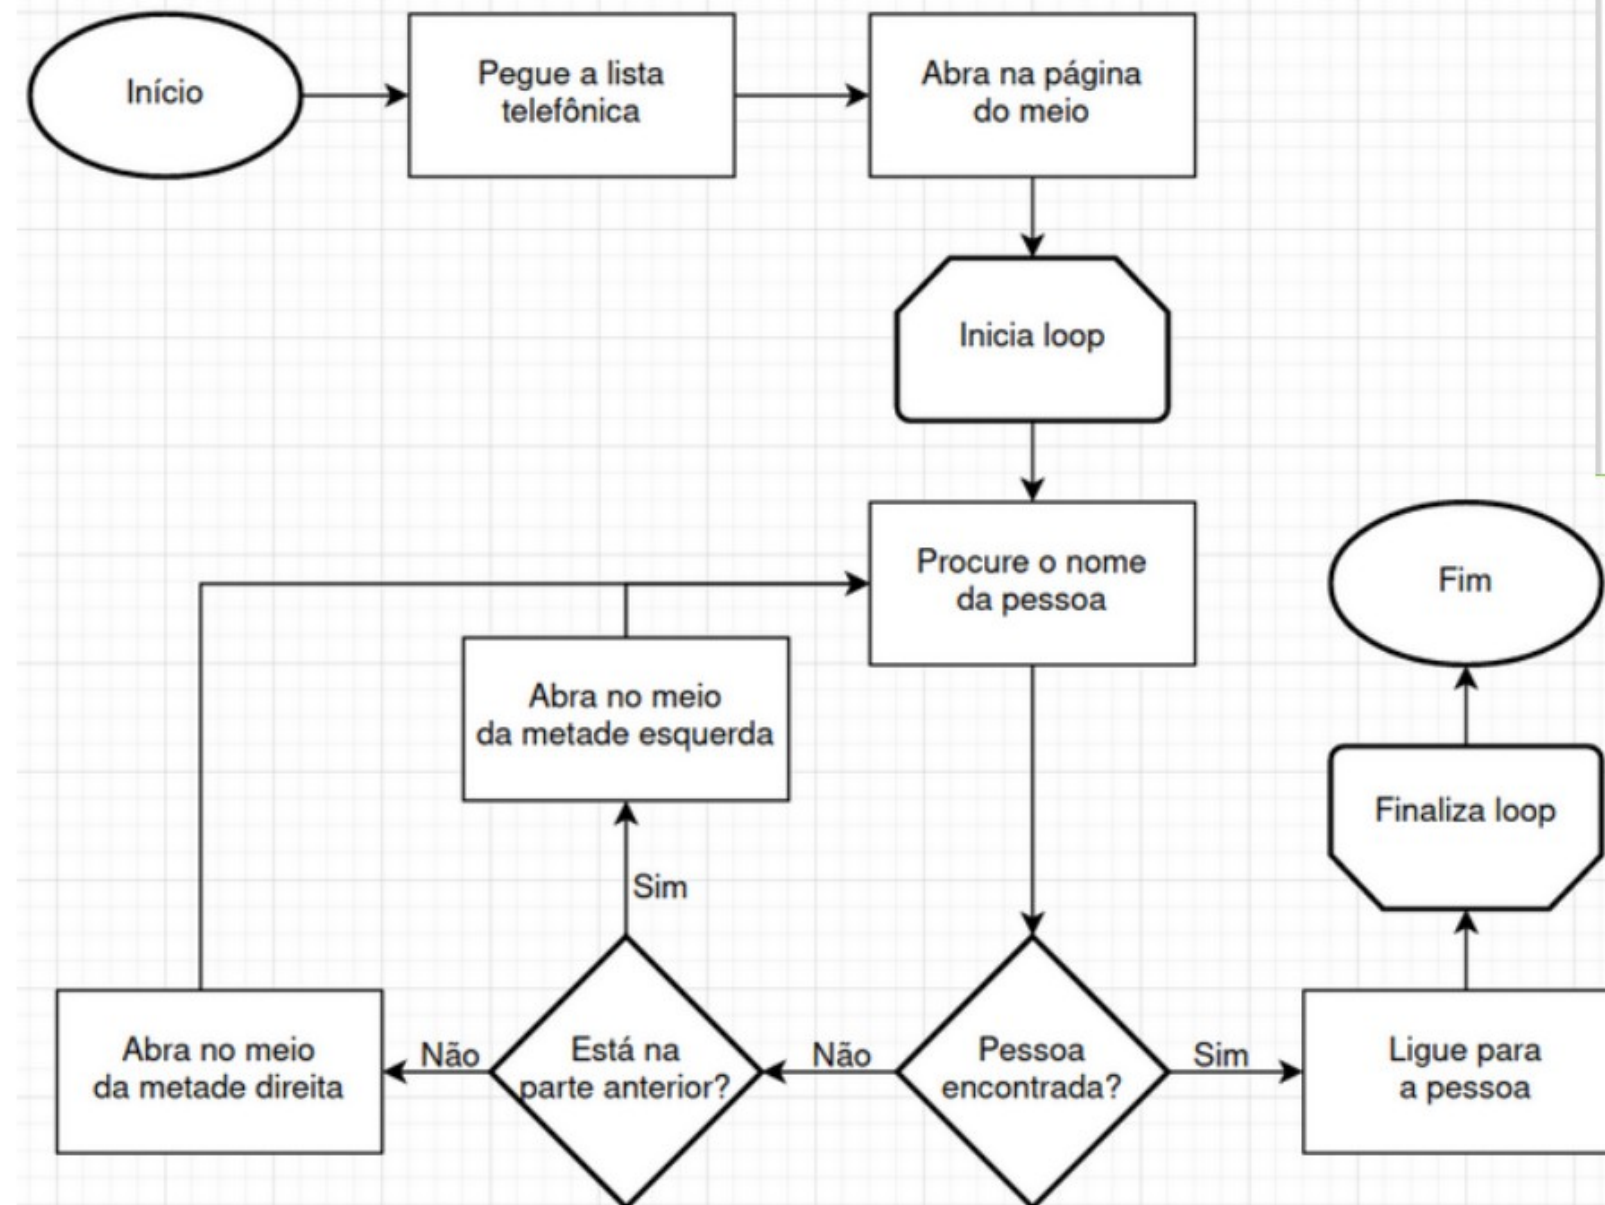 Início
Pegue a lista
telefônica
Abra na página
do meio
Inicia loop
Procure o nome
da pessoa
Fim
Abra no meio
da metade esquerda
Finaliza loop
Sim
Abra no meio
da metade direita
Não
Está na
parte anterior?
Não
Pessoa
encontrada?
Sim
Ligue para
a pessoa